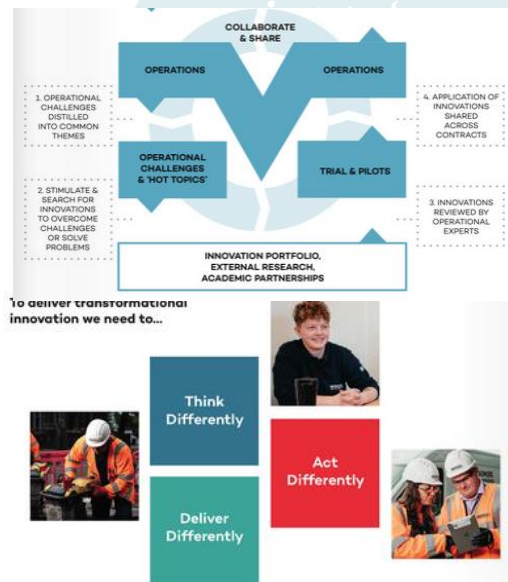 COLLABORATE
& SHARE
OPERATIONS
OPERATIONS
1. OPERATIONAL
CHALLENGES
DISTILLED
INTO COMMON
THEMES
4. APPLICATION OF
INNOVATIONS
SHARED
ACROSS
CONTRACTS
OPERATIONAL
CHALLENGES
& 'HOT TOPICS'
TRIAL & PILOTS
2. STIMULATE &
SEARCH FOR
INNOVATIONS
TO OVERCOME
CHALLENGES
OR SOLVE
PROBLEMS
3. INNOVATIONS
REVIEWED BY
OPERATIONAL
EXPERTS
INNOVATION PORTFOLIO,
EXTERNAL RESEARCH,
ACADEMIC PARTNERSHIPS
To deliver transformational
innovation we need to...
Think
Differently
Act
Differently
Deliver
Differently